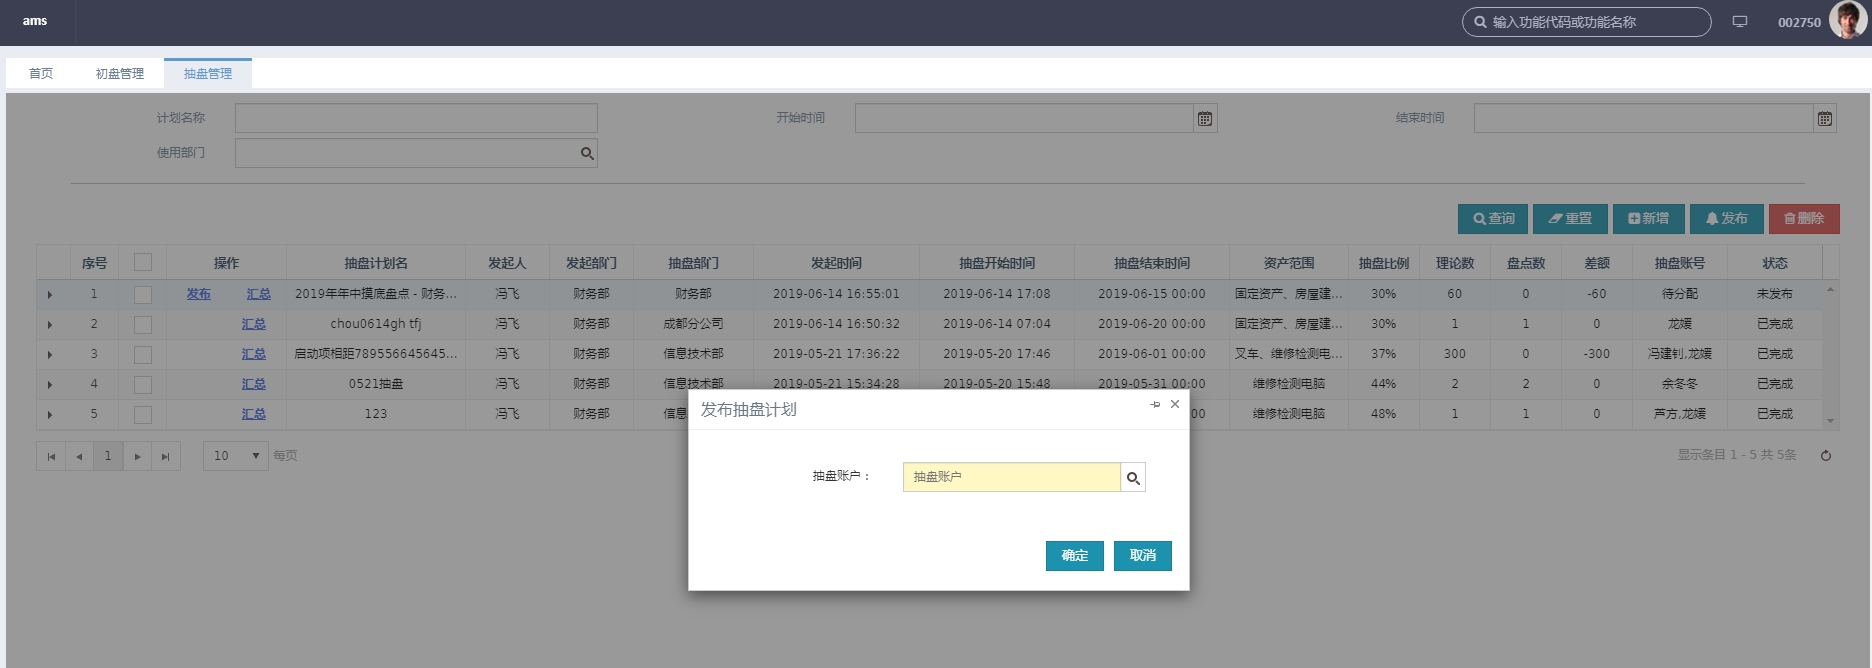 ams
输入功能代码或功能名称
002750
首页 初盘管理 抽盘管理
计划名称 开始时间 结束时间
使用部门
查询 重置 新增 发布 删除
序号 操作 抽盘计划名 发起人 发起部门 抽盘部门 发起时间 抽盘开始时间 抽盘结束时间 资产范围 抽盘比例 理论数 盘点数 差额 抽盘账号 状态
1 发布 汇总 2019年年中摸底盘点 - 财务... 冯飞 财务部 财务部 2019-06-14 16:55:01 2019-06-14 17:08 2019-06-15 00:00 固定资产、房屋建... 30% 60 0 -60 待分配 未发布
2 汇总 chou0614gh tfj 冯飞 财务部 成都分公司 2019-06-14 16:50:32 2019-06-14 07:04 2019-06-20 00:00 固定资产、房屋建... 30% 1 1 0 龙媛 已完成
3 汇总 启动项相距789556645645... 冯飞 财务部 信息技术部 2019-05-21 17:36:22 2019-05-20 17:46 2019-06-01 00:00 叉车、维修检测电... 37% 300 0 -300 冯建钊,龙媛 已完成
4 汇总 0521抽盘 冯飞 财务部 信息技术部 2019-05-21 15:34:28 2019-05-20 15:48 2019-05-31 00:00 维修检测电脑 44% 2 2 0 余冬冬 已完成
5 汇总 123 冯飞 财务部 信息 00 维修检测电脑 48% 1 1 0 芦方,龙媛 已完成
发布抽盘计划
1 10 每页 显示条目 1 - 5 共 5条
抽盘账户： 抽盘账户
确定 取消